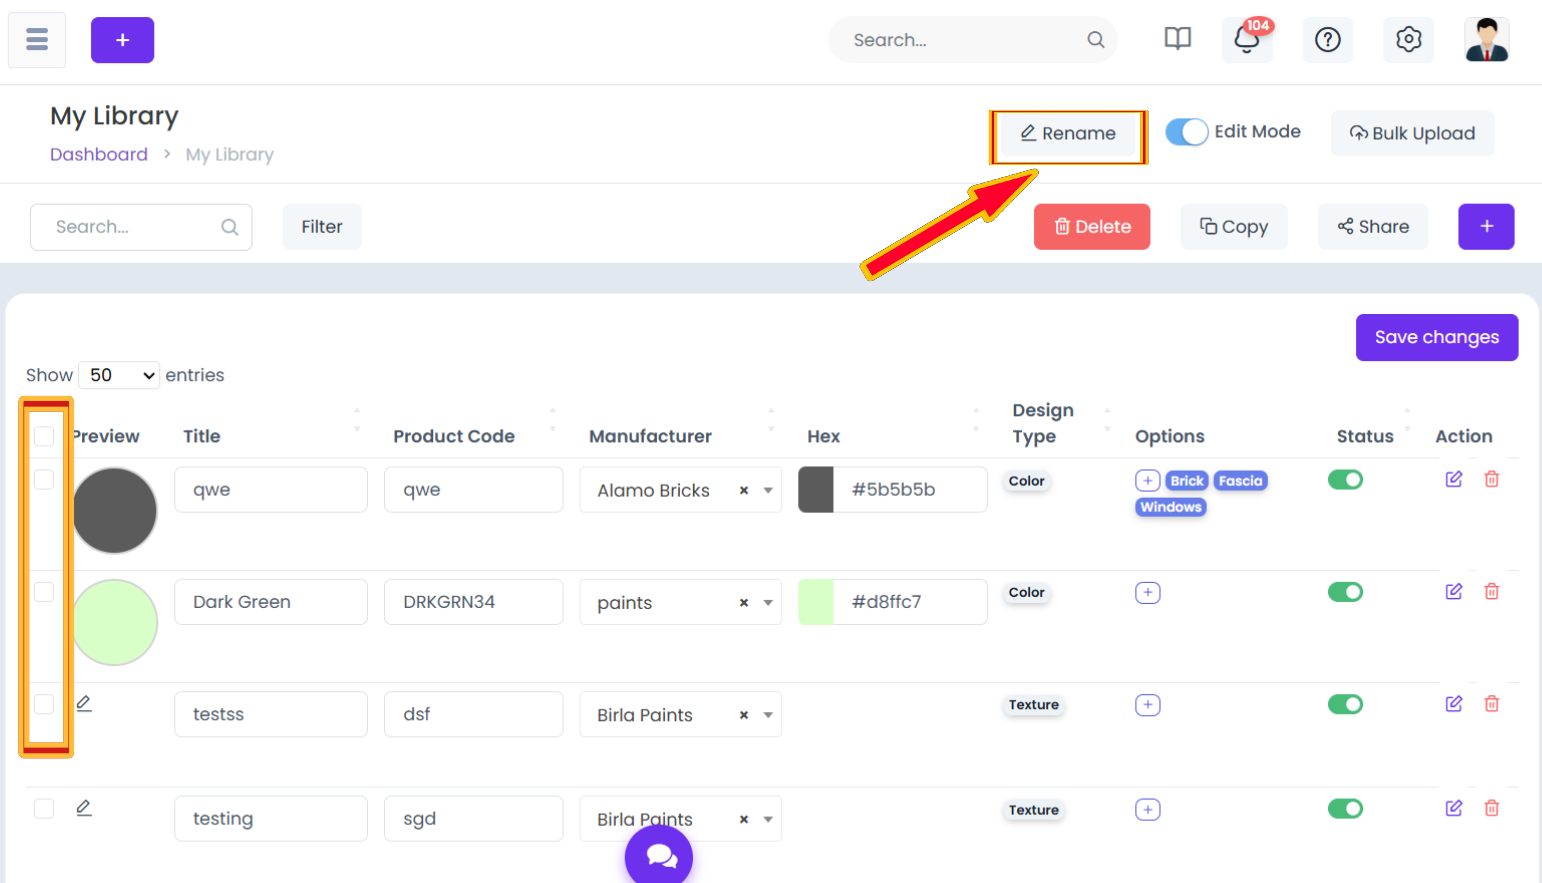 +
Search...
104
My Library
Dashboard > My Library
Rename
Edit Mode
Bulk Upload
Search...
Filter
Delete
Copy
Share
+
Save changes
Show 50 entries
Preview Title Product Code Manufacturer Hex Design Type Options Status Action
qwe qwe Alamo Bricks × #5b5b5b Color + Brick Fascia
Windows
Dark Green DRKGRN34 paints × #d8ffc7 Color +
testss dsf Birla Paints × Texture +
testing sgd Birla Paints × Texture +